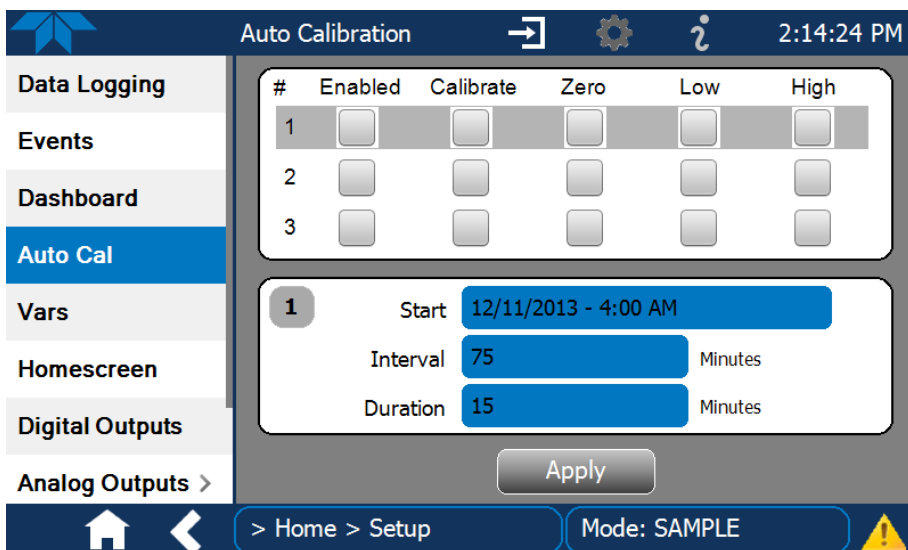 Auto Calibration
2:14:24 PM
Data Logging
Events
Dashboard
Auto Cal
Vars
Homescreen
Digital Outputs
Analog Outputs >
# Enabled Calibrate Zero Low High
1
2
3
1
Start 12/11/2013 - 4:00 AM
Interval 75 Minutes
Duration 15 Minutes
Apply
> Home > Setup
Mode: SAMPLE